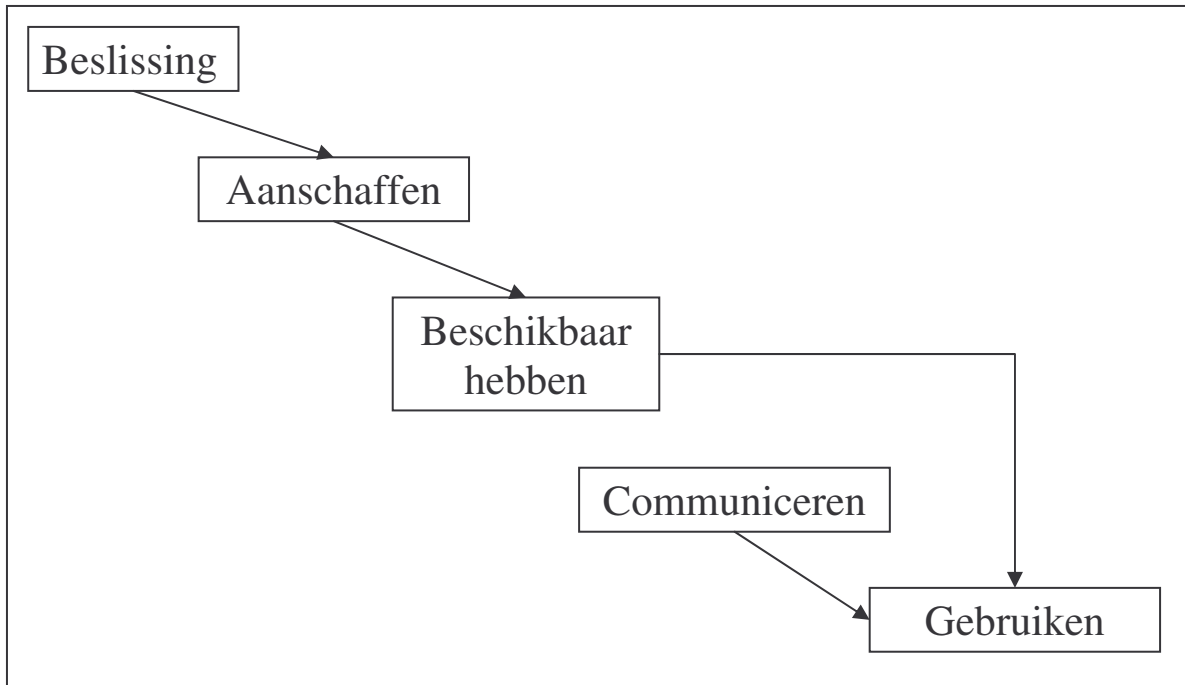 Beslissing
Aanschaffen
Beschikbaar
hebben
Communiceren
Gebruiken